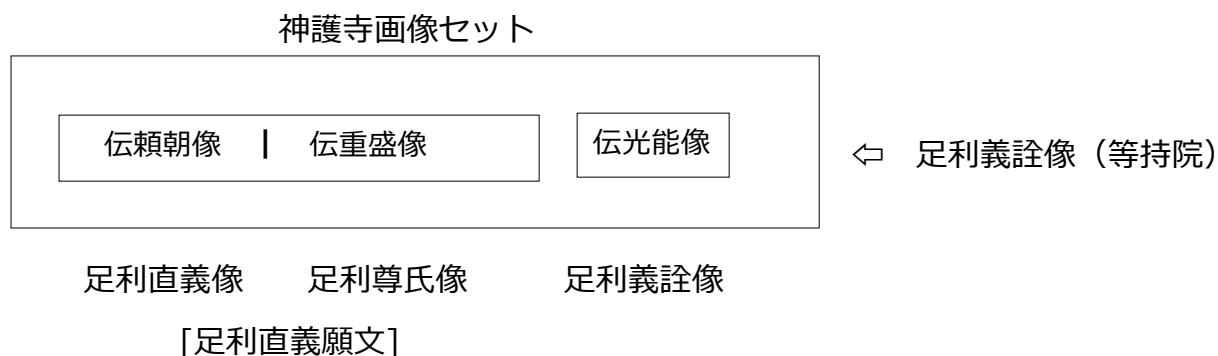 神護寺画像セット
伝頼朝像 | 伝重盛像 伝光能像 ⇦ 足利義詮像（等持院）
足利直義像 足利尊氏像 足利義詮像
[足利直義願文]